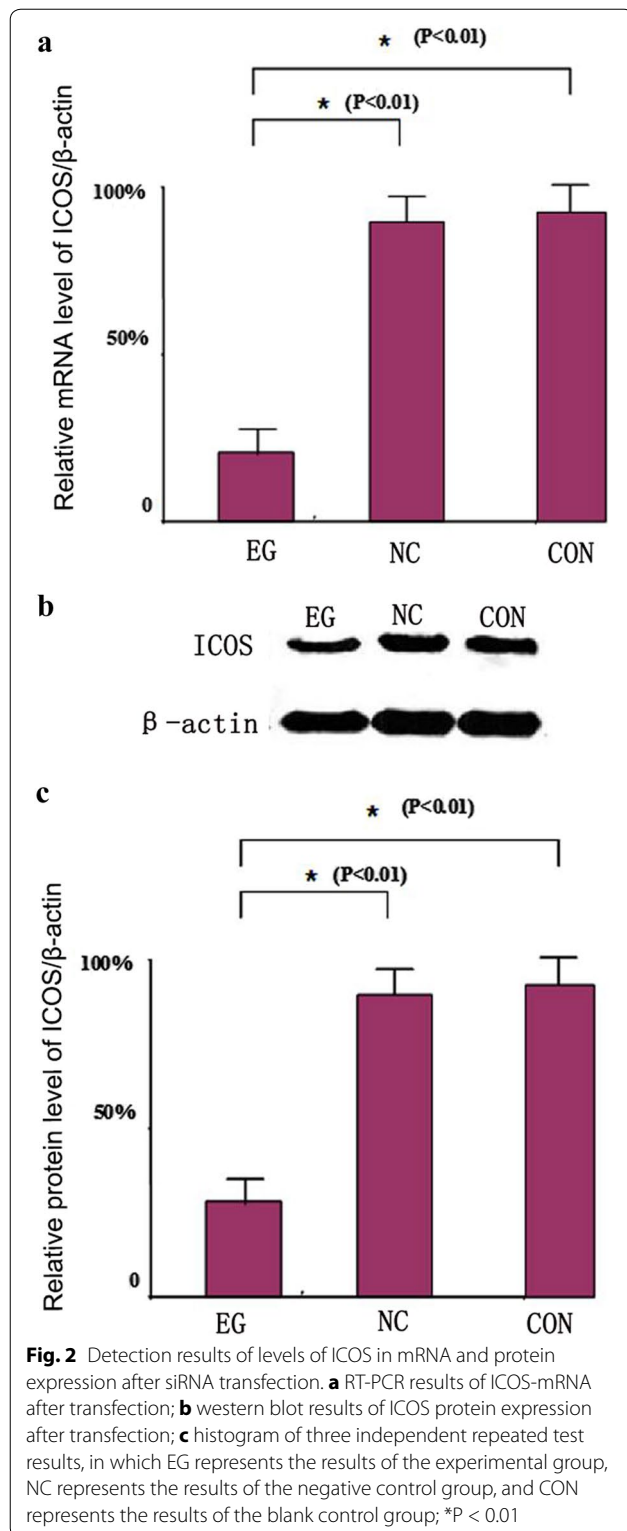 a
* (P<0.01)
* (P<0.01)
Relative mRNA level of ICOS/β-actin
100%
50%
0
EG NC CON
b
EG NC CON
ICOS
β-actin
c
* (P<0.01)
* (P<0.01)
Relative protein level of ICOS/β-actin
100%
50%
0
EG NC CON
Fig. 2 Detection results of levels of ICOS in mRNA and protein
expression after siRNA transfection. a RT-PCR results of ICOS-mRNA
after transfection; b western blot results of ICOS protein expression
after transfection; c histogram of three independent repeated test
results, in which EG represents the results of the experimental group,
NC represents the results of the negative control group, and CON
represents the results of the blank control group; *P < 0.01